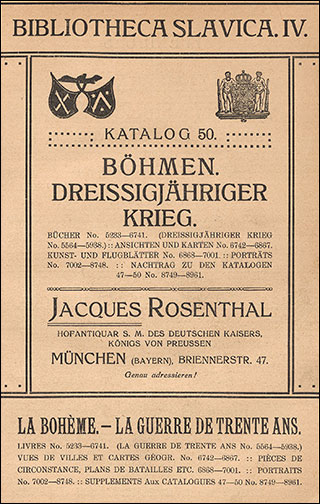 BIBLIOTHECA SLAVICA. IV.
KATALOG 50.
BÖHMEN.
DREISSIGJÄHRIGER
KRIEG.
BÜCHER No. 5233—6741. (DREISSIGJÄHRIGER KRIEG
No. 5564—5938.) :: ANSICHTEN UND KARTEN No. 6742—6867.
KUNST- UND FLUGBLÄTTER No. 6868—7001. :: PORTRÄTS
No. 7002—8748. :: NACHTRAG ZU DEN KATALOGEN
47—50 No. 8749—8961.
JACQUES ROSENTHAL
HOFANTIQUAR S. M. DES DEUTSCHEN KAISERS,
KÖNIGS VON PREUSSEN
MÜNCHEN (BAYERN), BRIENNERSTR. 47.
Genau adressieren!
LA BOHÈME. — LA GUERRE DE TRENTE ANS.
LIVRES No. 5233—6741. (LA GUERRE DE TRENTE ANS No. 5564—5938.)
VUES DE VILLES ET CARTES GÉOGR. No. 6742—6867. :: PIÈCES DE
CIRCONSTANCE, PLANS DE BATAILLES ETC. 6868—7001. :: PORTRAITS
No. 7002—8748. :: SUPPLEMENTS Aux CATALOGUES 47—50 No. 8749—8961.